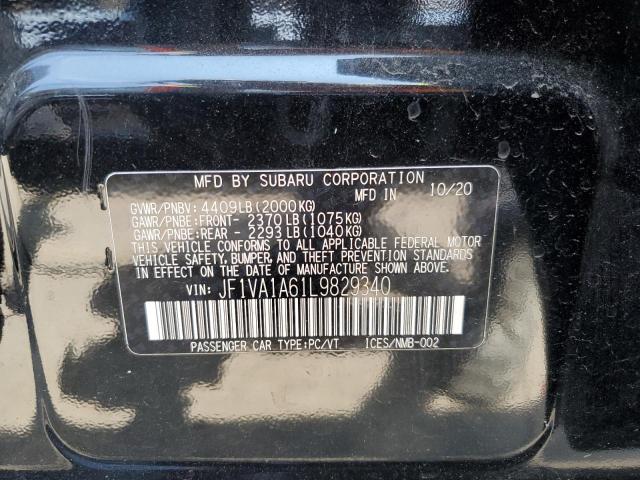 MFD BY SUBARU CORPORATION
MFD IN 10/20
GVWR/PNBV: 4409LB(2000KG)
GAWR/PNBE:FRONT- 2370LB(1075KG)
GAWR/PNBE:REAR - 2293LB(1040KG)
THIS VEHICLE CONFORMS TO ALL APPLICABLE FEDERAL MOTOR
VEHICLE SAFETY, BUMPER, AND THEFT PREVENTION STANDARDS
IN EFFECT ON THE DATE OF MANUFACTURE SHOWN ABOVE.
VIN: JF1VA1A61L9829340
PASSENGER CAR TYPE:PC/VT ICES/NMB-002